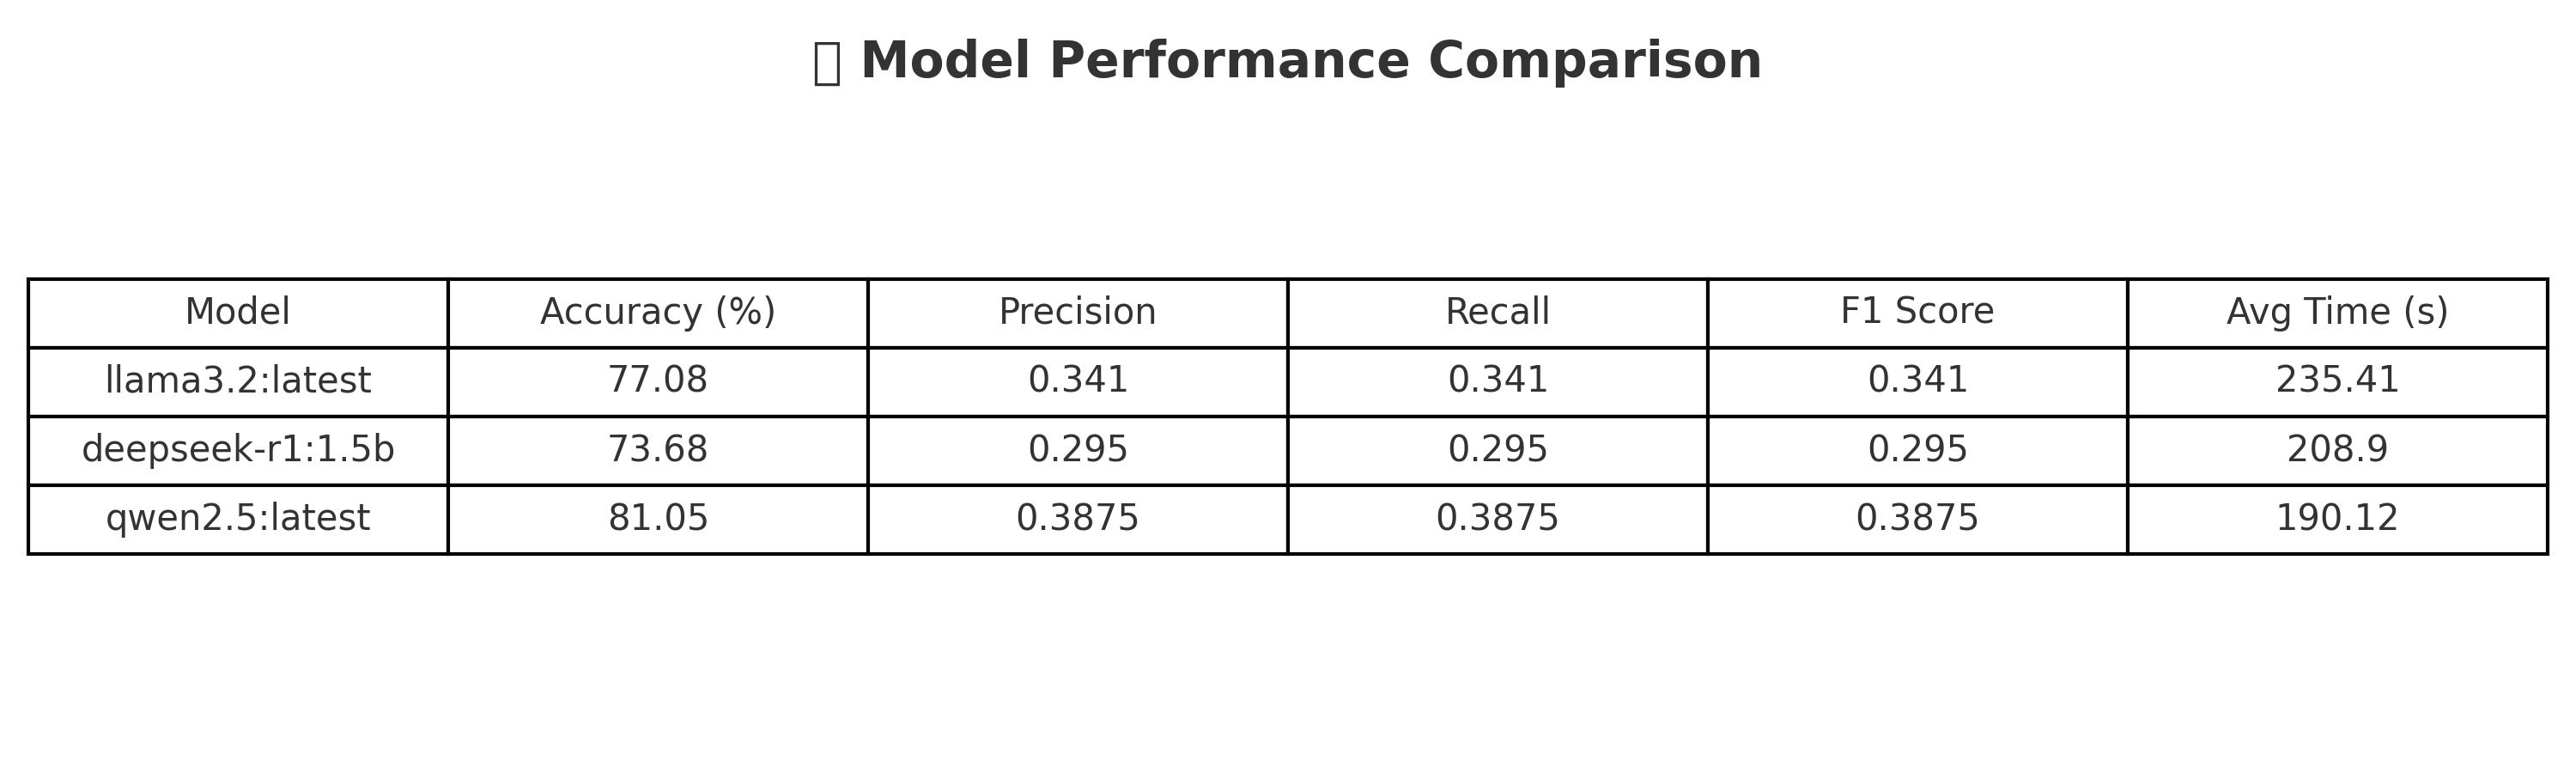 Model Performance Comparison
Model Accuracy (%) Precision Recall F1 Score Avg Time (s)
llama3.2:latest 77.08 0.341 0.341 0.341 235.41
deepseek-r1:1.5b 73.68 0.295 0.295 0.295 208.9
qwen2.5:latest 81.05 0.3875 0.3875 0.3875 190.12